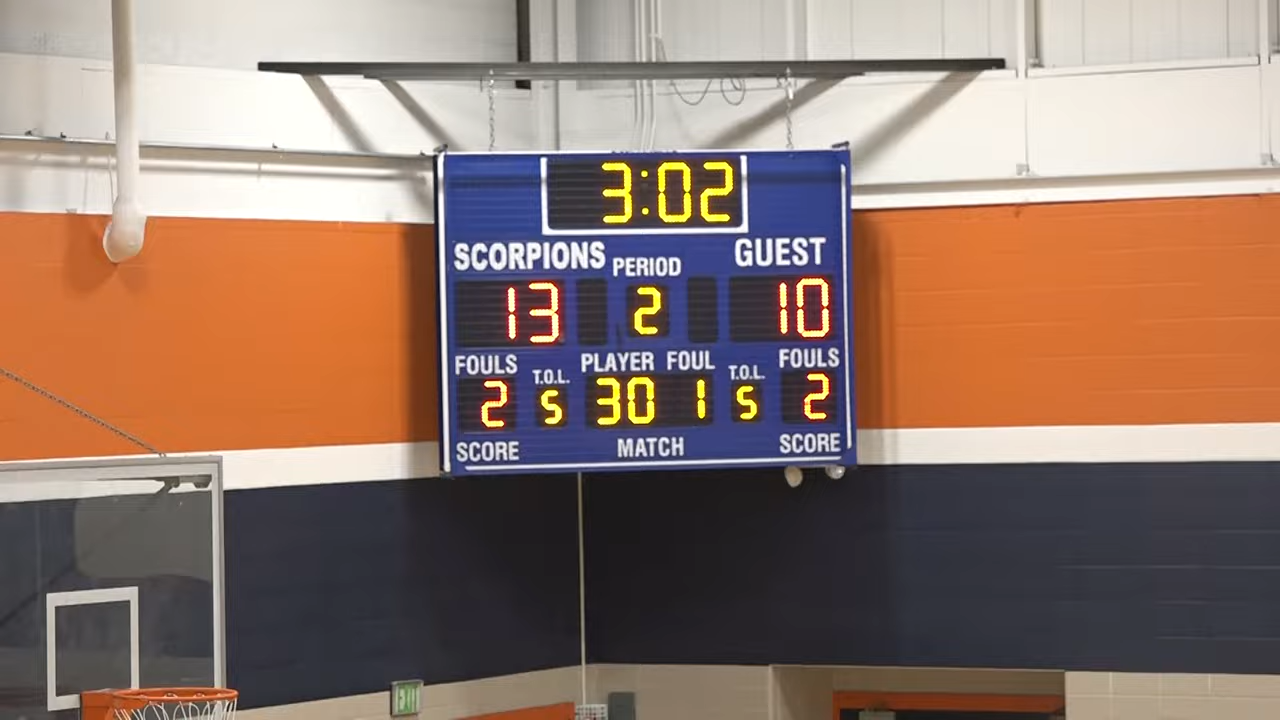 3:02
SCORPIONS PERIOD GUEST
13 2 10
FOULS T.O.L. PLAYER FOUL T.O.L. FOULS
2 5 30 1 5 2
SCORE MATCH SCORE
EXIT